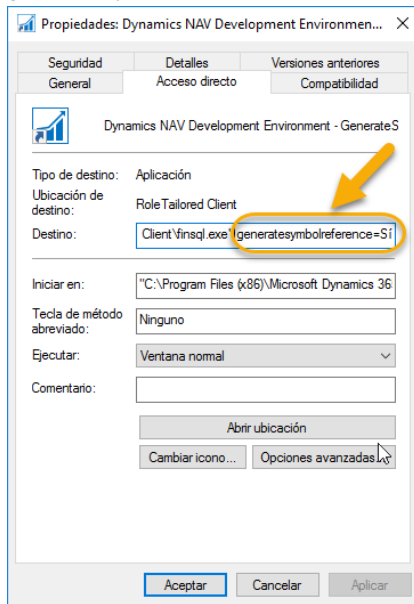 Propiedades: Dynamics NAV Development Environmen...
Seguridad Detalles Versiones anteriores
General Acceso directo Compatibilidad
Dynamics NAV Development Environment - GenerateS
Tipo de destino: Aplicación
Ubicación de destino: RoleTailored Client
Destino: Client\finsql.exe" generatesymbolreference=Sí
Iniciar en: "C:\Program Files (x86)\Microsoft Dynamics 36
Tecla de método abreviado: Ninguno
Ejecutar: Ventana normal
Comentario:
Abrir ubicación
Cambiar icono... Opciones avanzadas...
Aceptar Cancelar Aplicar